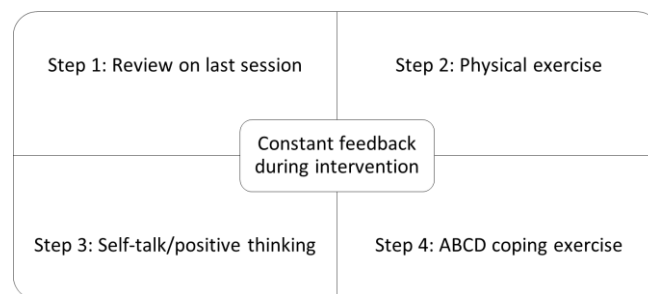 Step 1: Review on last session
Step 2: Physical exercise
Constant feedback
during intervention
Step 3: Self-talk/positive thinking
Step 4: ABCD coping exercise